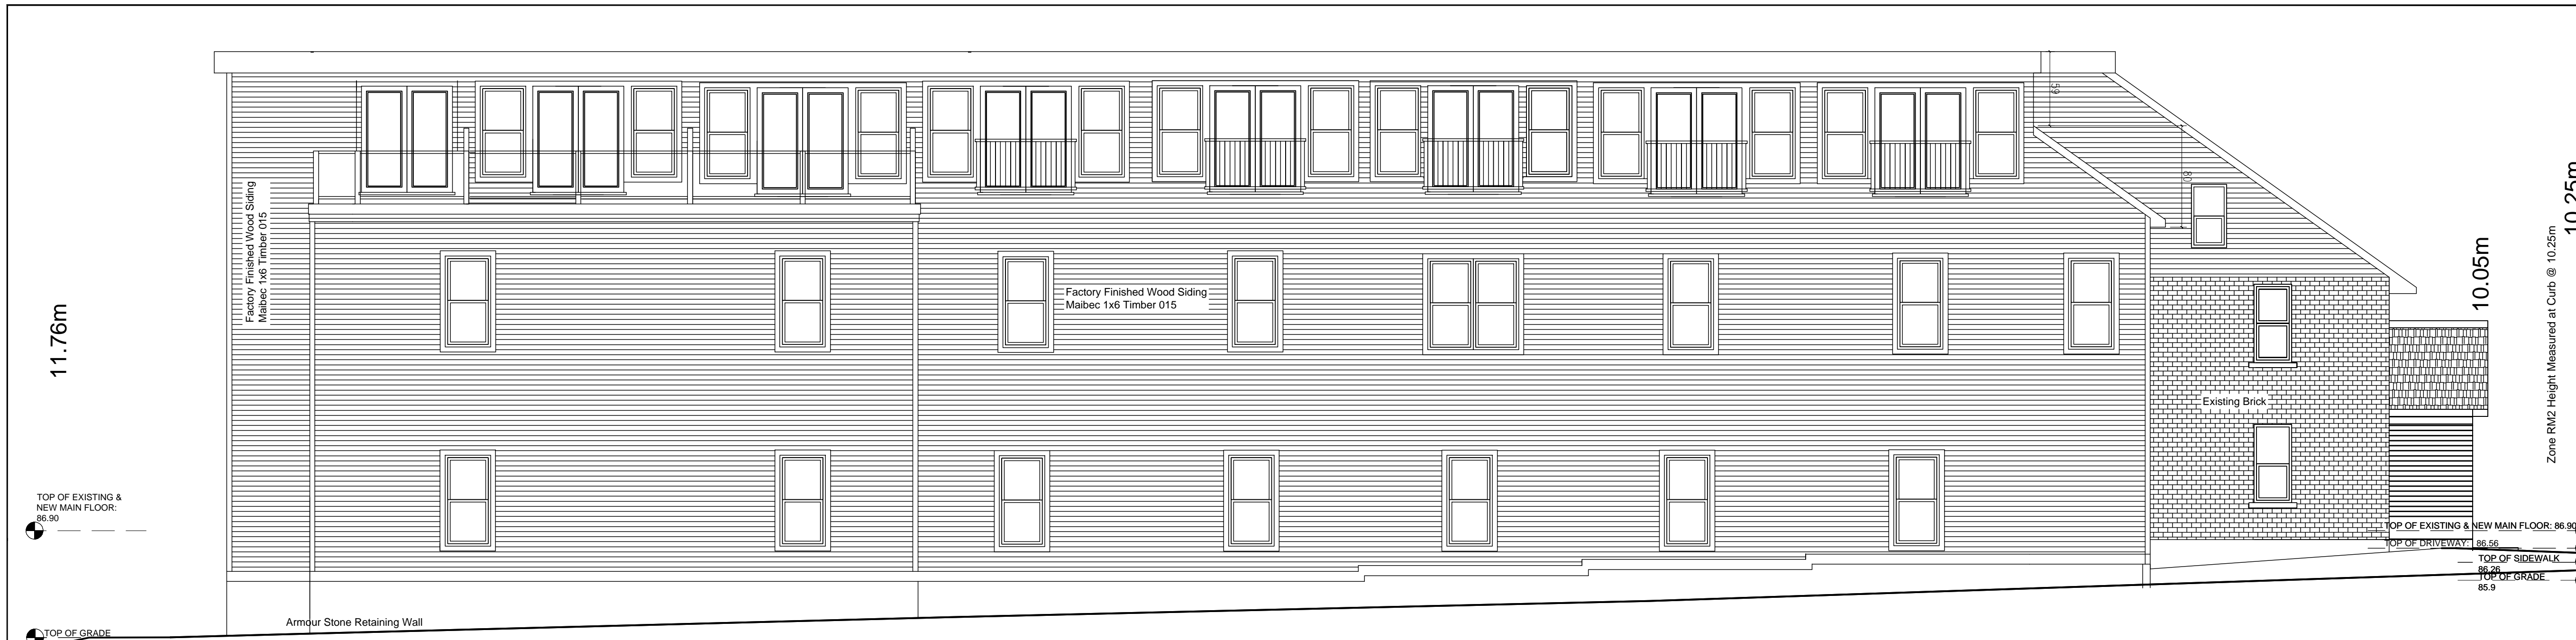 59
80
Factory Finished Wood Siding
Maibec 1x6 Timber 015
Factory Finished Wood Siding
Maibec 1x6 Timber 015
11.76m
10.05m
10.25m
Zone RM2 Height Measured at Curb @ 10.25m
Existing Brick
TOP OF EXISTING &
NEW MAIN FLOOR:
86.90
TOP OF EXISTING & NEW MAIN FLOOR: 86.90
TOP OF DRIVEWAY: 86.56
TOP OF SIDEWALK
86.26
TOP OF GRADE
85.9
Armour Stone Retaining Wall
TOP OF GRADE